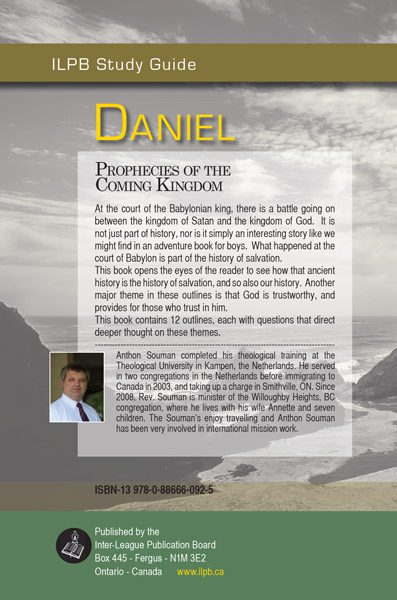 ILPB Study Guide
DANIEL
PROPHECIES OF THE
COMING KINGDOM
At the court of the Babylonian king, there is a battle going on
between the kingdom of Satan and the kingdom of God. It is
not just part of history, nor is it simply an interesting story like we
might find in an adventure book for boys. What happened at the
court of Babylon is part of the history of salvation.
This book opens the eyes of the reader to see how that ancient
history is the history of salvation, and so also our history. Another
major theme in these outlines is that God is trustworthy, and
provides for those who trust in him.
This book contains 12 outlines, each with questions that direct
deeper thought on these themes.
Anthon Souman completed his theological training at the
Theological University in Kampen, the Netherlands. He served
in two congregations in the Netherlands before immigrating to
Canada in 2003, and taking up a charge in Smithville, ON. Since
2008, Rev. Souman is minister of the Willoughby Heights, BC
congregation, where he lives with his wife Annette and seven
children. The Souman's enjoy travelling and Anthon Souman
has been very involved in international mission work.
ISBN-13 978-0-88666-092-5
Published by the
Inter-League Publication Board
Box 445 - Fergus - N1M 3E2
Ontario - Canada www.ilpb.ca